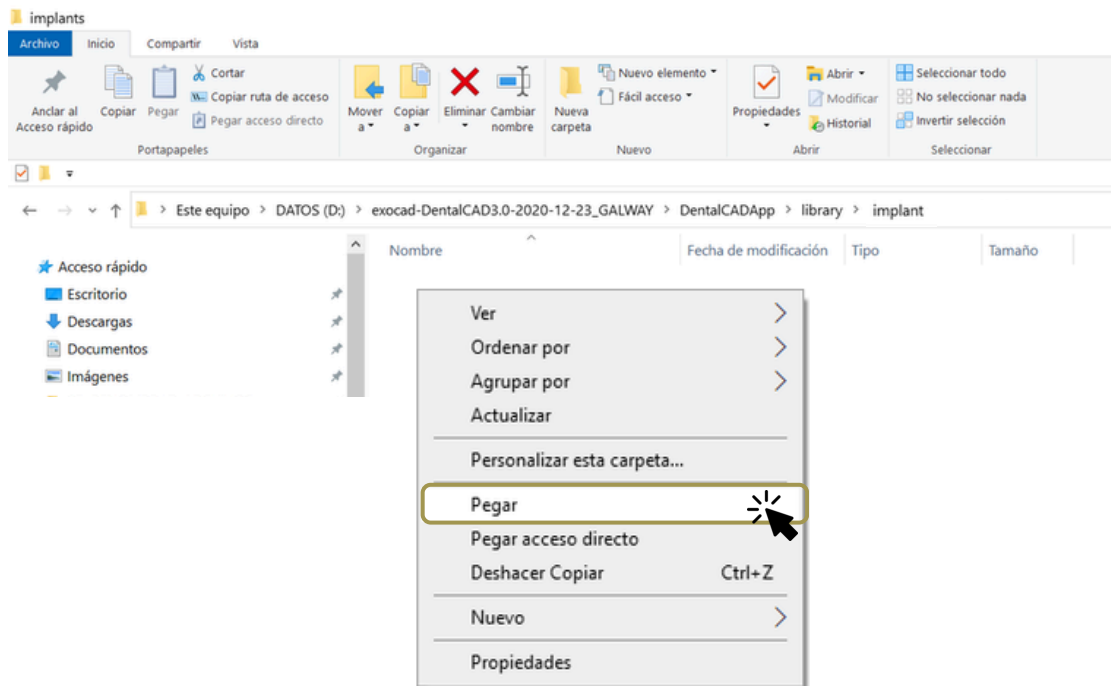 implants
Archivo Inicio Compartir Vista
Anclar al Acceso rápido
Copiar
Pegar
Cortar
Copiar ruta de acceso
Pegar acceso directo
Portapapeles
Mover a
Copiar a
Eliminar
Cambiar nombre
Organizar
Nueva carpeta
Nuevo elemento
Fácil acceso
Nuevo
Propiedades
Abrir
Modificar
Historial
Abrir
Seleccionar todo
No seleccionar nada
Invertir selección
Seleccionar
Este equipo > DATOS (D:) > exocad-DentalCAD3.0-2020-12-23_GALWAY > DentalCADApp > library > implant
Nombre Fecha de modificación Tipo Tamaño
Acceso rápido
Escritorio
Descargas
Documentos
Imágenes
Ver
Ordenar por
Agrupar por
Actualizar
Personalizar esta carpeta...
Pegar
Pegar acceso directo
Deshacer Copiar Ctrl+Z
Nuevo
Propiedades